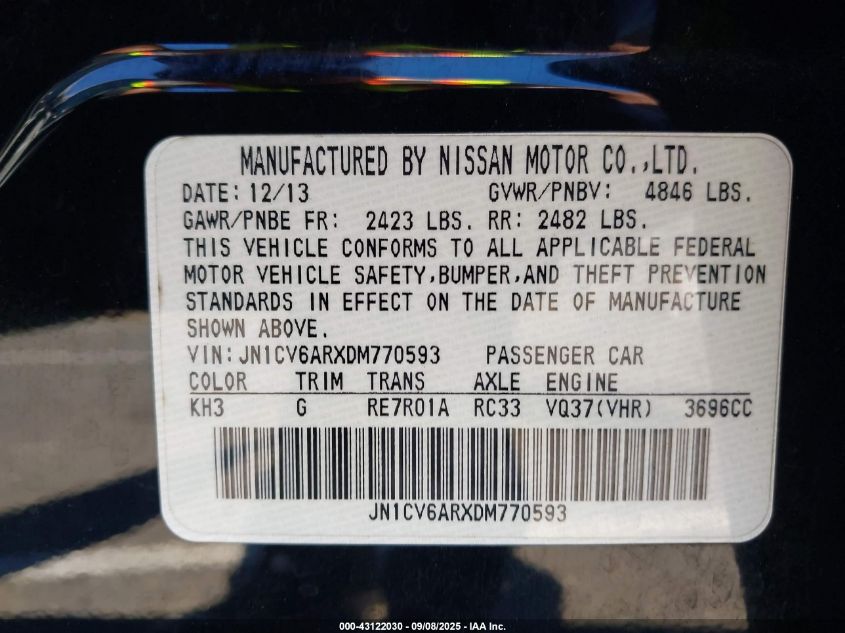 MANUFACTURED BY NISSAN MOTOR CO.,LTD.
DATE: 12/13 GVWR/PNBV: 4846 LBS.
GAWR/PNBE FR: 2423 LBS. RR: 2482 LBS.
THIS VEHICLE CONFORMS TO ALL APPLICABLE FEDERAL
MOTOR VEHICLE SAFETY,BUMPER,AND THEFT PREVENTION
STANDARDS IN EFFECT ON THE DATE OF MANUFACTURE
SHOWN ABOVE.
VIN:JN1CV6ARXDM770593 PASSENGER CAR
COLOR TRIM TRANS AXLE ENGINE
KH3 G RE7R01A RC33 VQ37(VHR) 3696CC
JN1CV6ARXDM770593
000-43122030 - 09/08/2025 - IAA Inc.